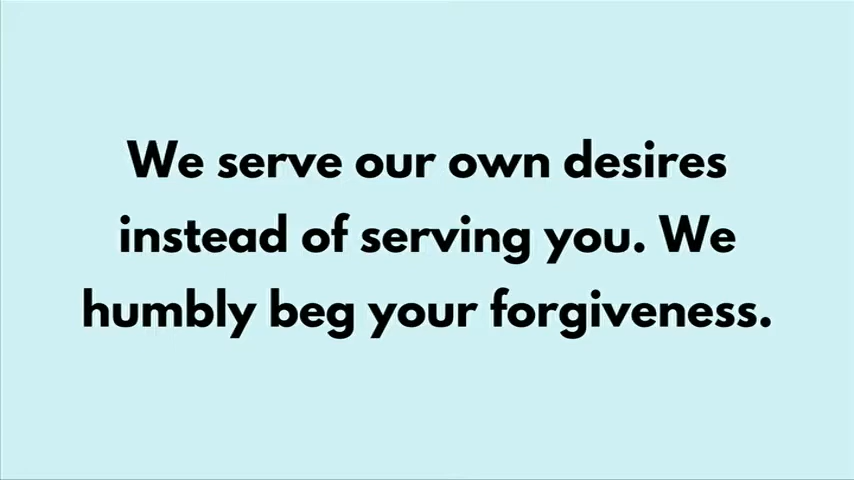 We serve our own desires
instead of serving you. We
humbly beg your forgiveness.